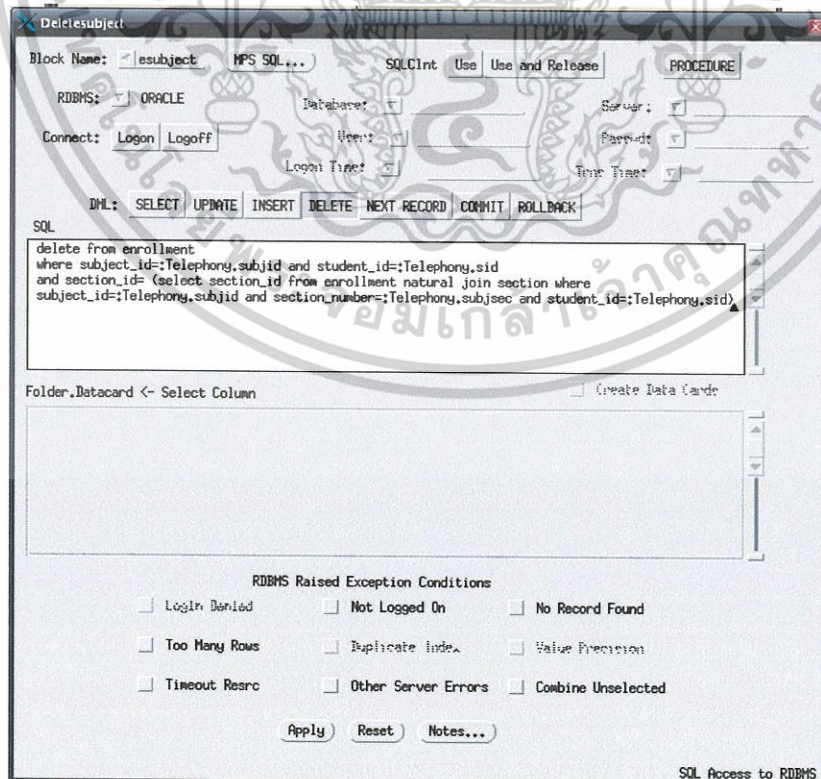 Deletesubject
Block Name: esubject MPS SQL... SQLClnt Use Use and Release PROCEDURE
RDBMS: ORACLE Database: Server:
Connect: Logon Logoff User: Passwd:
Logon Time: Time Time:
DML: SELECT UPDATE INSERT DELETE NEXT RECORD COMMIT ROLLBACK
SQL
delete from enrollment
where subject_id=:Telephony.subjid and student_id=:Telephony.sid
and section_id= (select section_id from enrollment natural join section where
subject_id=:Telephony.subjid and section_number=:Telephony.subjsec and student_id=:Telephony.sid)
Folder.Datacard <- Select Column Create Data Cards
RDBMS Raised Exception Conditions
Login Denied Not Logged On No Record Found
Too Many Rows Duplicate Index Value Precision
Timeout Resrc Other Server Errors Combine Unselected
Apply Reset Notes...
SQL Access to RDBMS